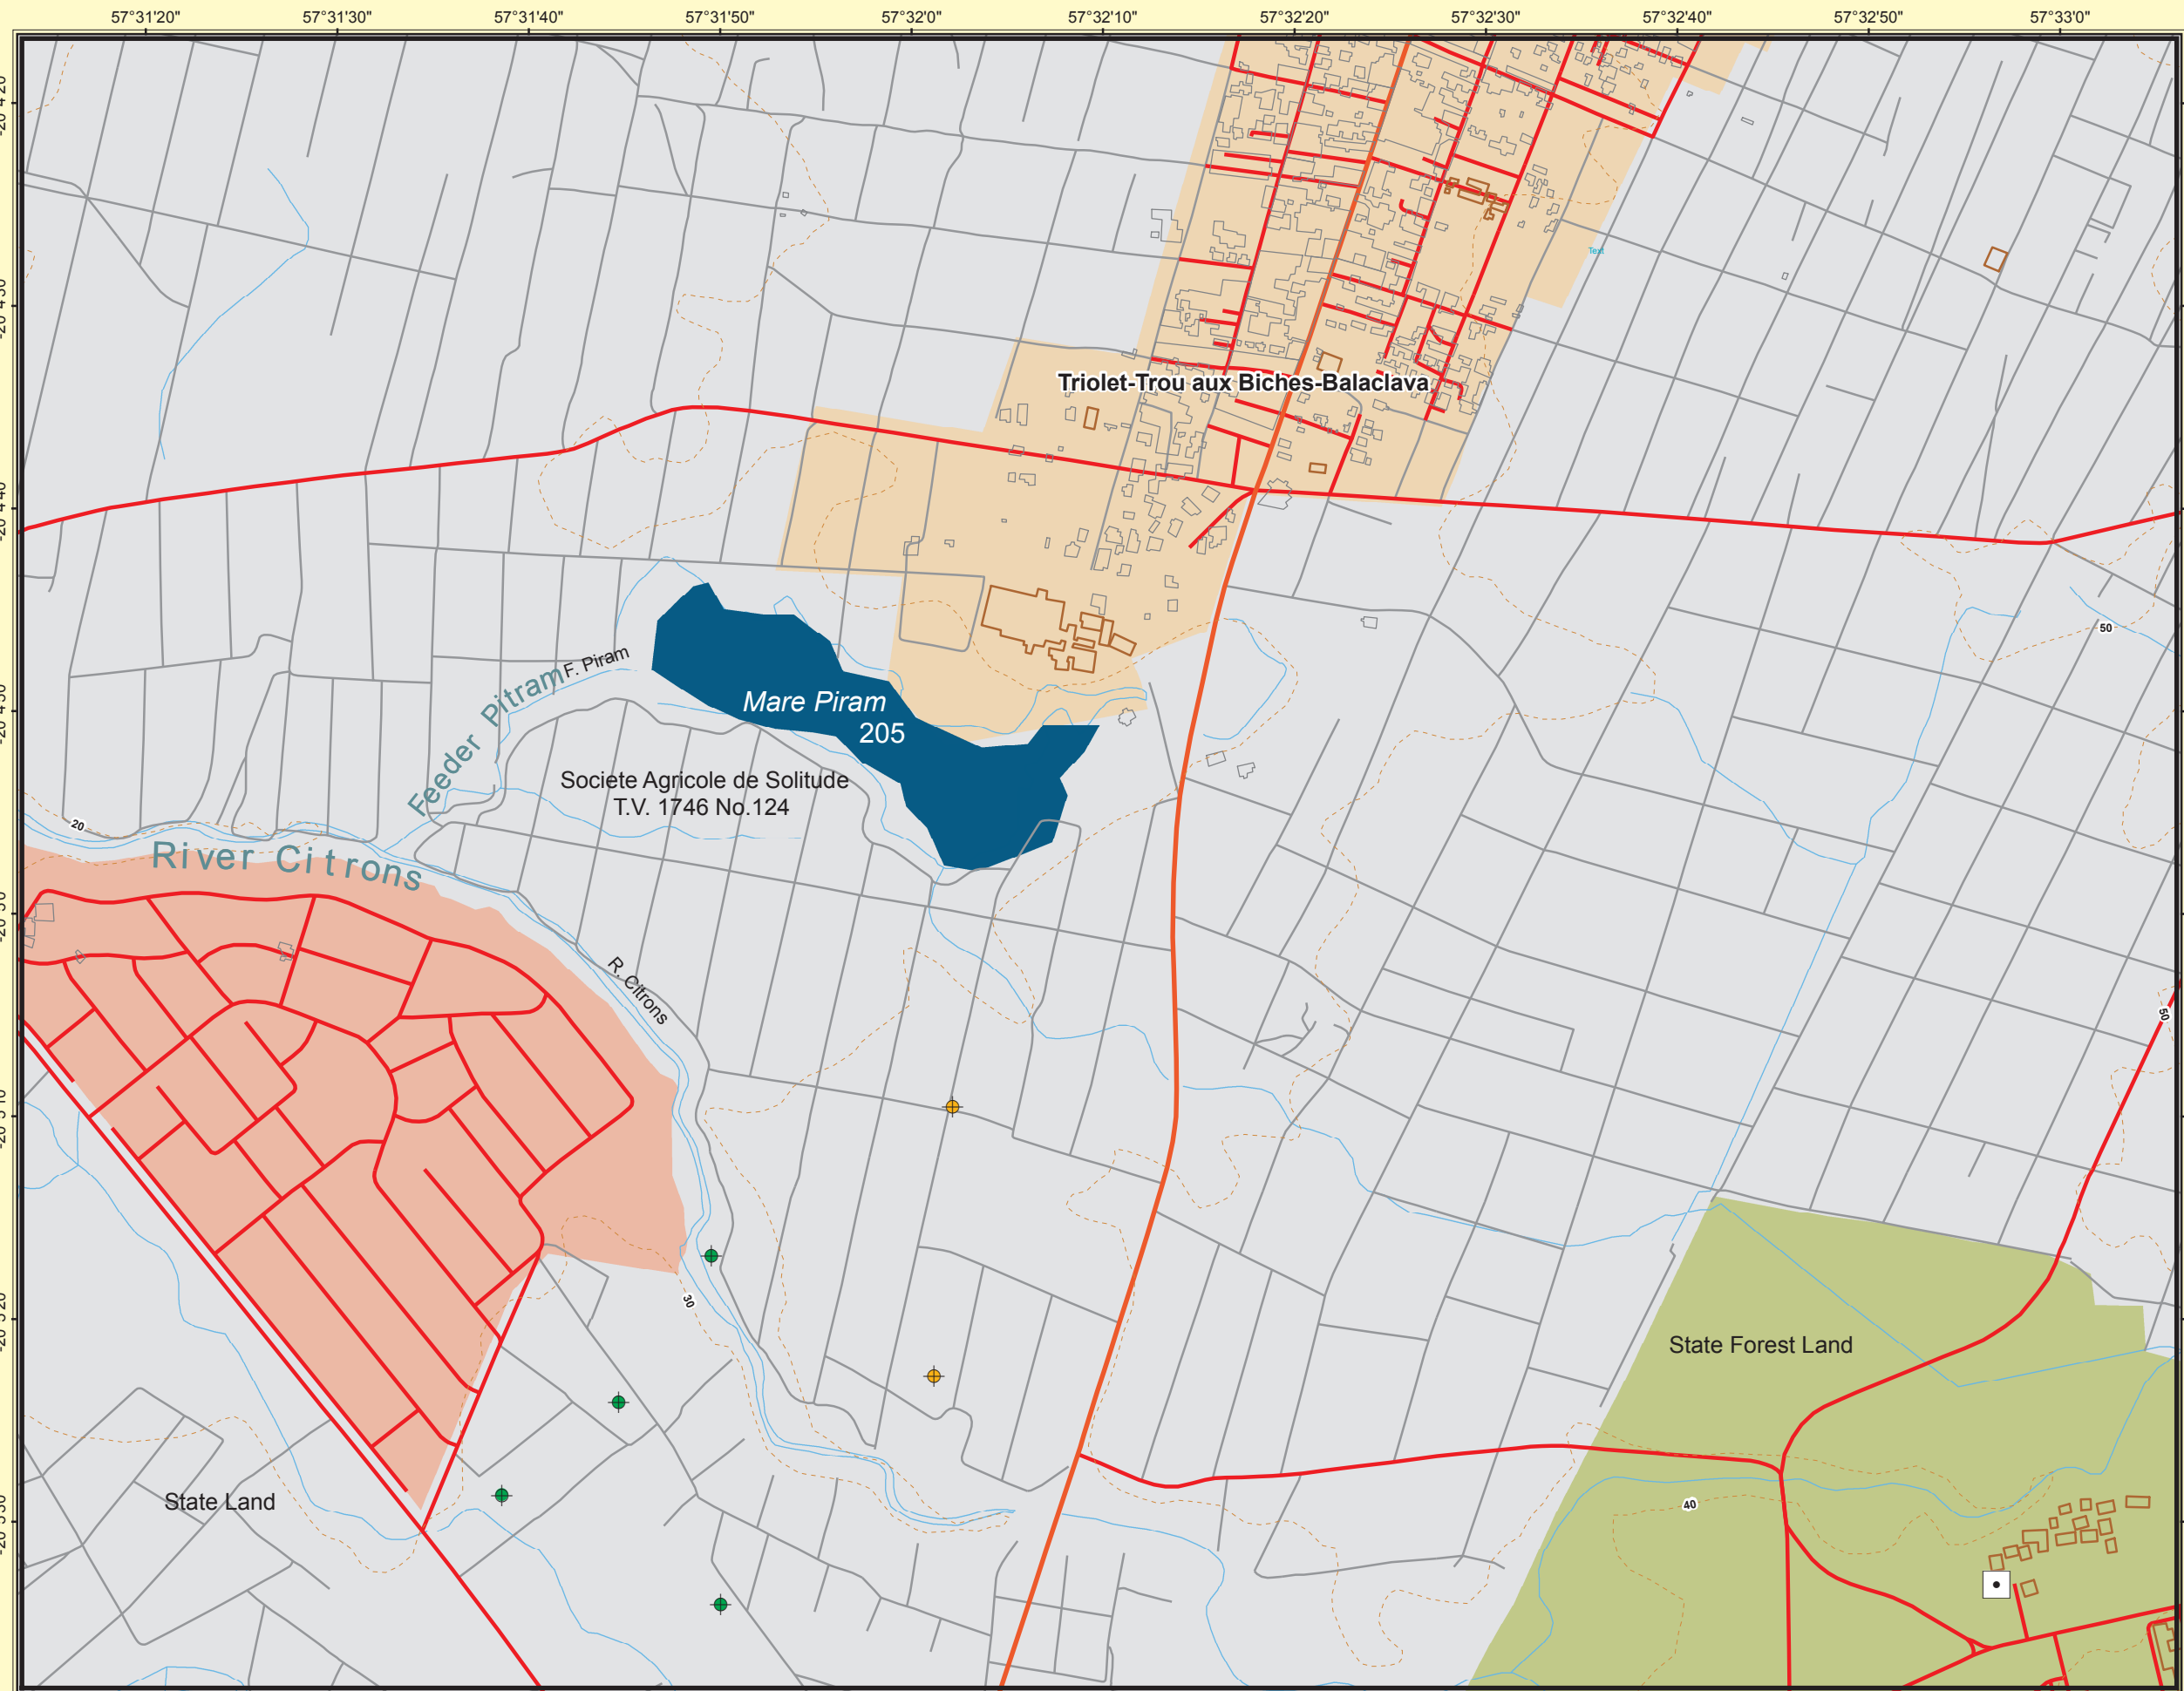 57°31'20"
57°31'30"
57°31'40"
57°31'50"
57°32'0"
57°32'10"
57°32'20"
57°32'30"
57°32'40"
57°32'50"
57°33'0"
Text
Triolet-Trou aux Biches-Balaclava
50
F. Piram
Feeder Pitram
Mare Piram
205
Societe Agricole de Solitude
T.V. 1746 No.124
20
River Citrons
R. Citrons
50
30
State Forest Land
State Land
40